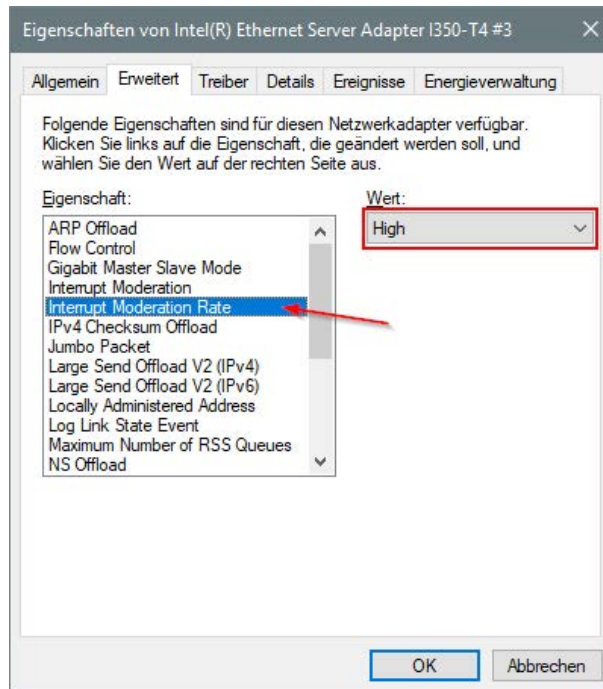 Eigenschaften von Intel(R) Ethernet Server Adapter I350-T4 #3
Allgemein Erweitert Treiber Details Ereignisse Energieverwaltung
Folgende Eigenschaften sind für diesen Netzwerkadapter verfügbar.
Klicken Sie links auf die Eigenschaft, die geändert werden soll, und
wählen Sie den Wert auf der rechten Seite aus.
Eigenschaft:
ARP Offload
Flow Control
Gigabit Master Slave Mode
Interrupt Moderation
Interrupt Moderation Rate
IPv4 Checksum Offload
Jumbo Packet
Large Send Offload V2 (IPv4)
Large Send Offload V2 (IPv6)
Locally Administered Address
Log Link State Event
Maximum Number of RSS Queues
NS Offload
Wert:
High
OK Abbrechen